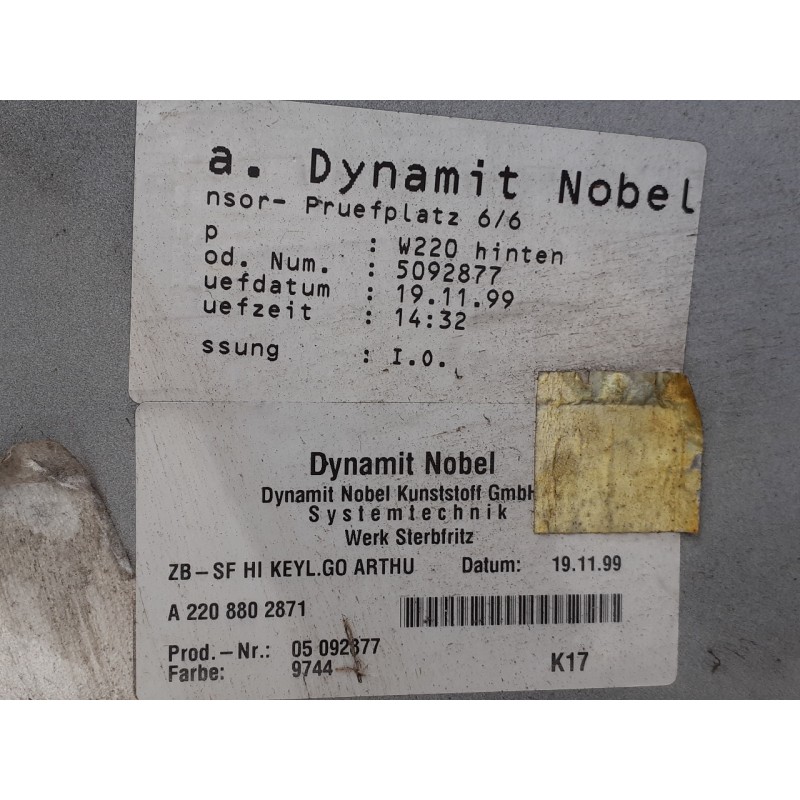 a. Dynamit Nobel
nsor- Pruefplatz 6/6
p : W220 hinten
od. Num. : 5092877
uefdatum : 19.11.99
uefzeit : 14:32
ssung : I.O.
Dynamit Nobel
Dynamit Nobel Kunststoff GmbH
Systemtechnik
Werk Sterbfritz
ZB-SF HI KEYL.GO ARTHU Datum: 19.11.99
A 220 880 2871
Prod.-Nr.: 05 092877
Farbe: 9744 K17